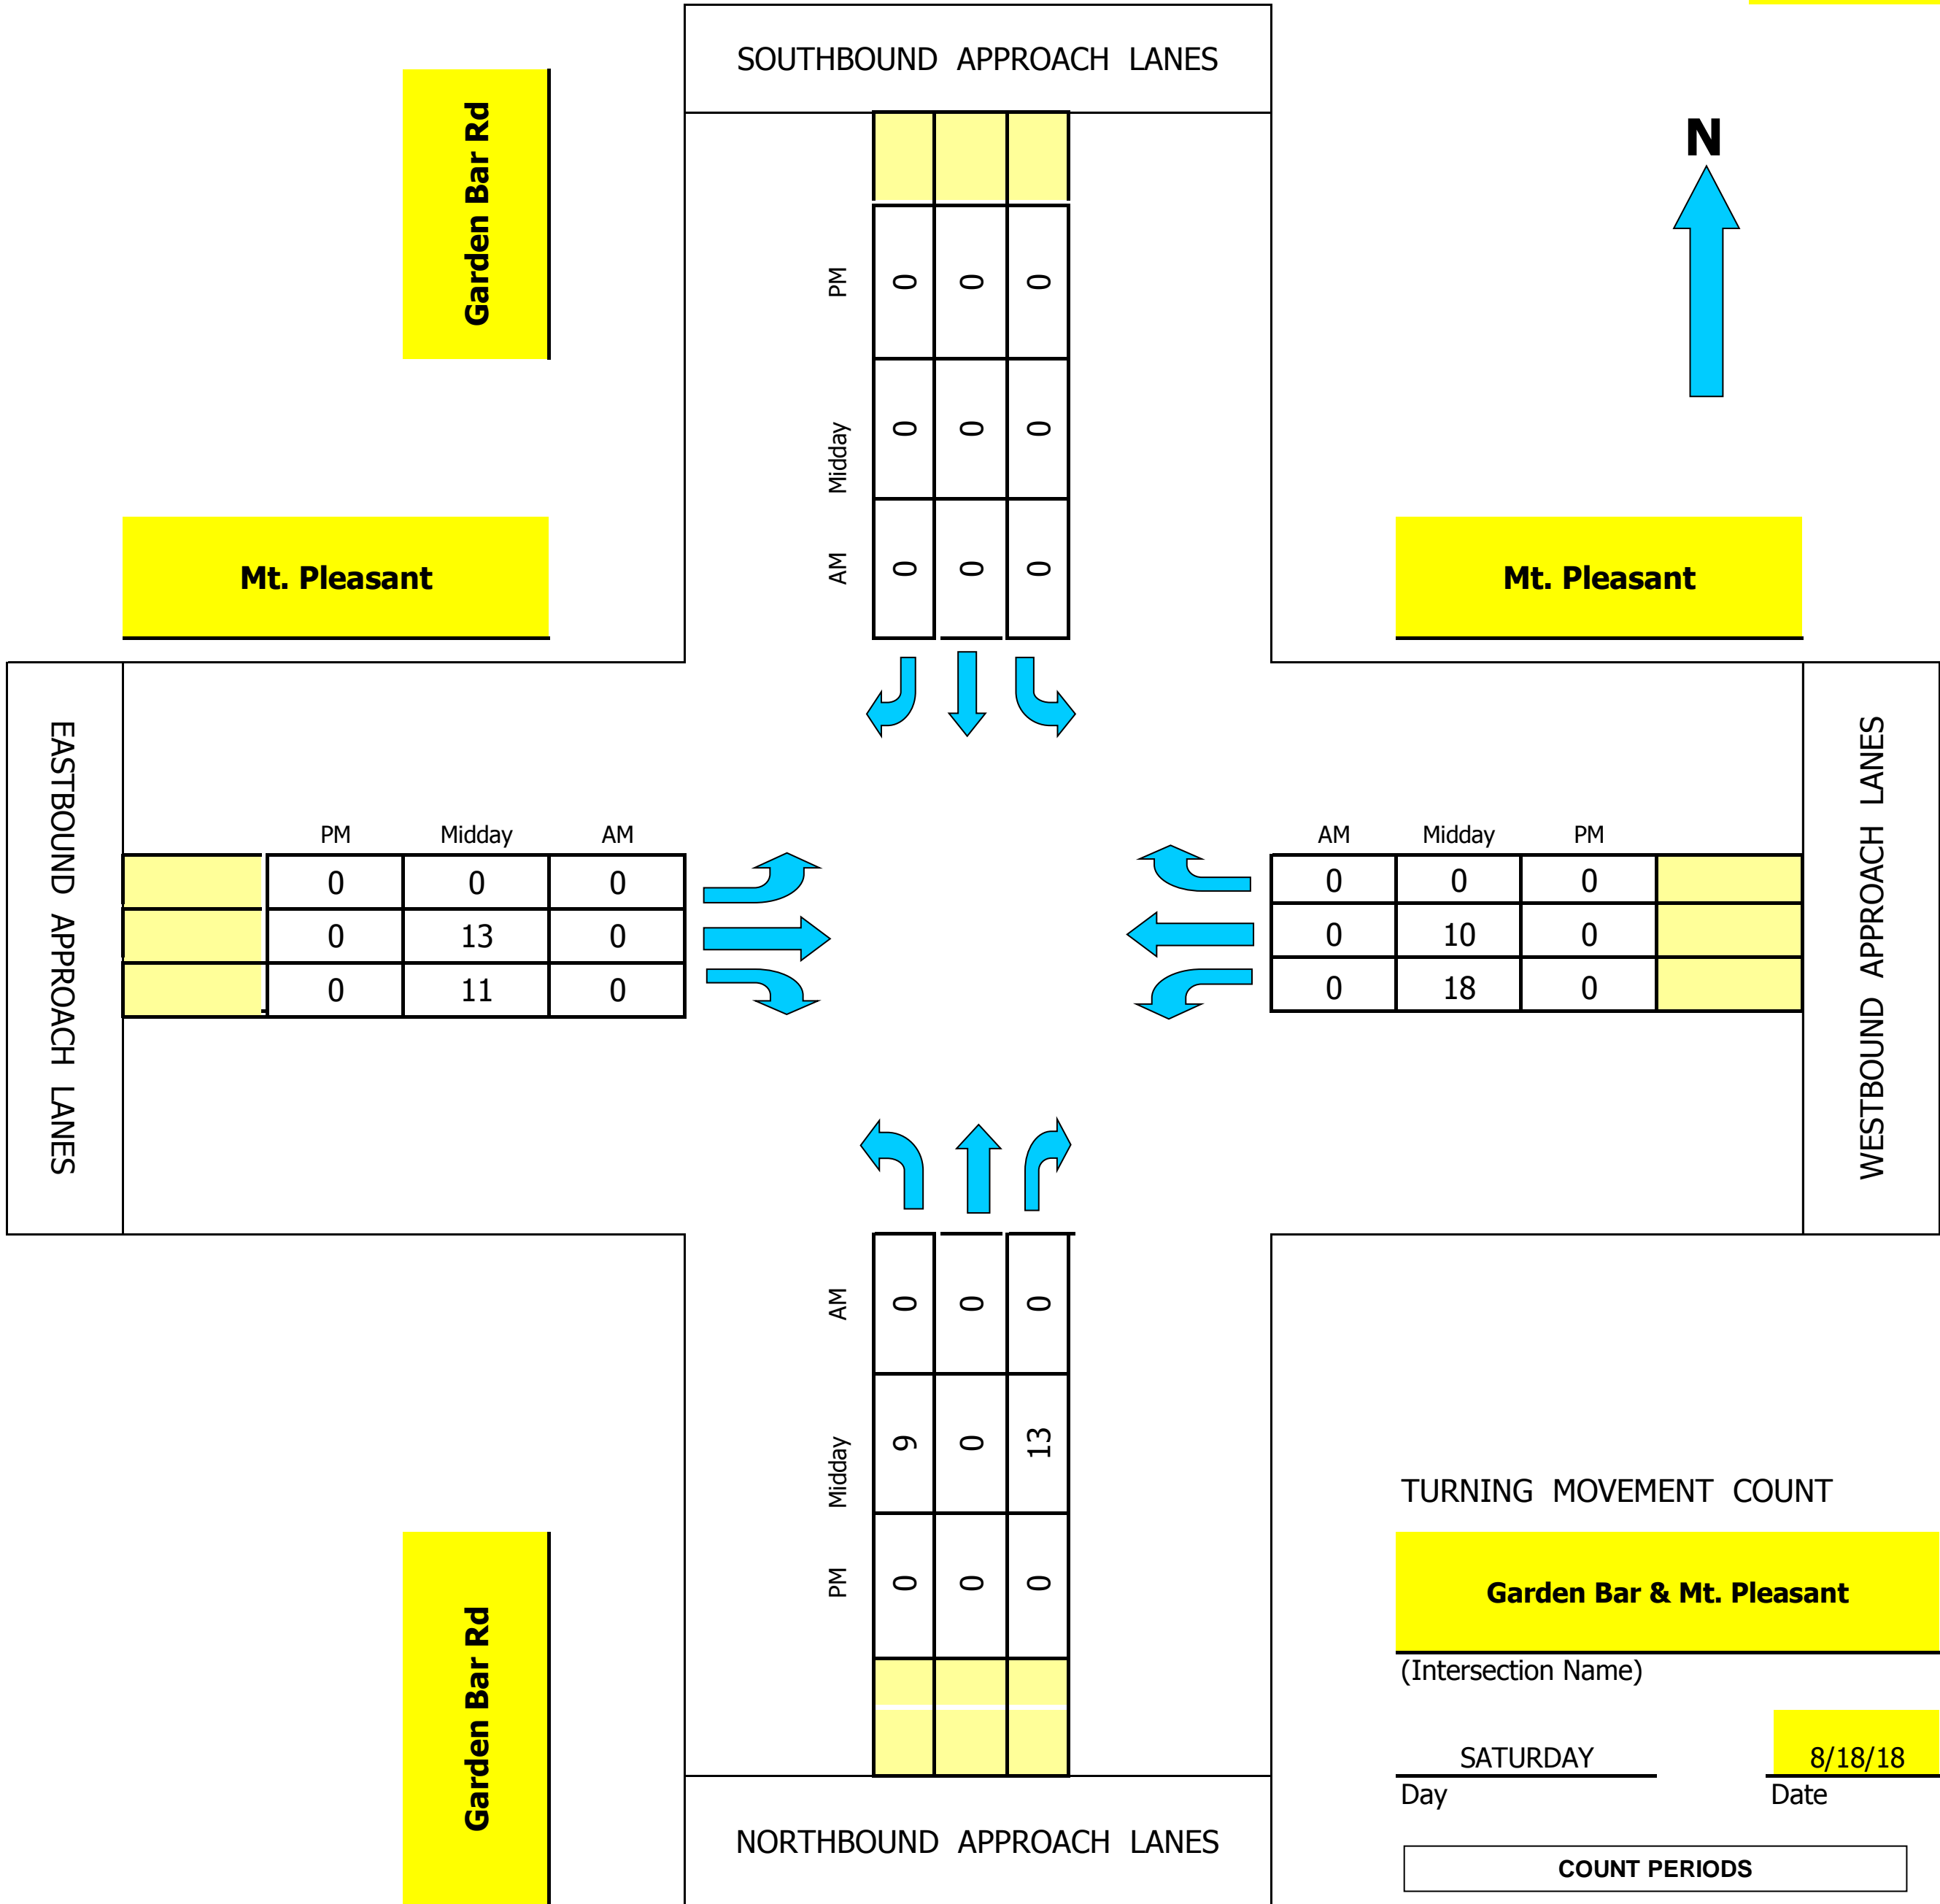 SOUTHBOUND APPROACH LANES
Garden Bar Rd
N
PM 0 0 0
Midday 0 0 0
AM 0 0 0
Mt. Pleasant
Mt. Pleasant
EASTBOUND APPROACH LANES
PM Midday AM
0 0 0
0 13 0
0 11 0
AM Midday PM
0 0 0
0 10 0
0 18 0
WESTBOUND APPROACH LANES
AM 0 0 0
Midday 9 0 13
PM 0 0 0
Garden Bar Rd
NORTHBOUND APPROACH LANES
TURNING MOVEMENT COUNT
Garden Bar & Mt. Pleasant
(Intersection Name)
SATURDAY 8/18/18
Day Date
COUNT PERIODS